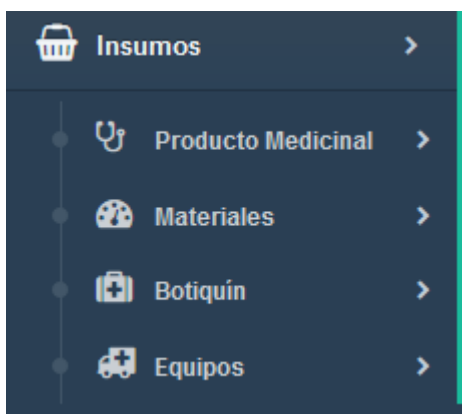 Insumos
Producto Medicinal
Materiales
Botiquín
Equipos